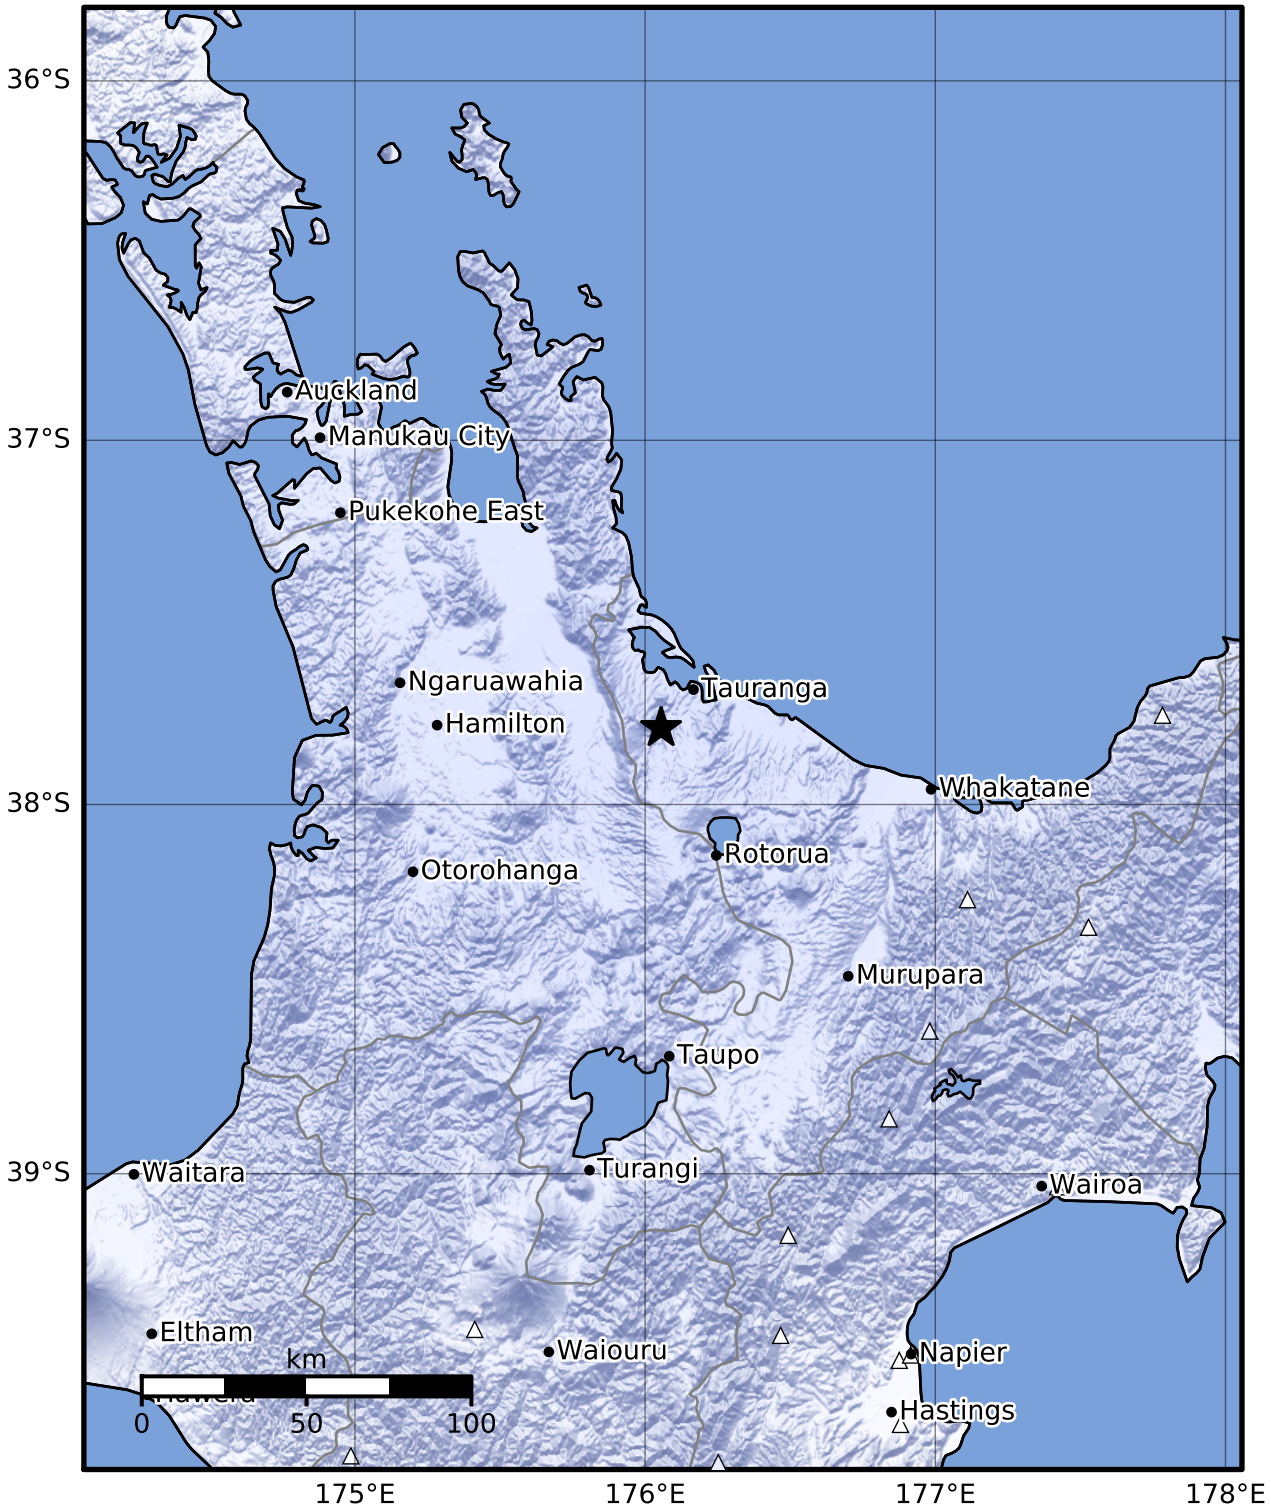 36°S
Auckland
37°S
Manukau City
Pukekohe East
Ngaruawahia
Tauranga
Hamilton
Whakatane
38°S
Rotorua
Otorohanga
Murupara
Taupo
Turangi
39°S
Waitara
Wairoa
Eltham
Waiouru
Napier
km
Hawera
Hastings
0 50 100
175°E 176°E 177°E 178°E